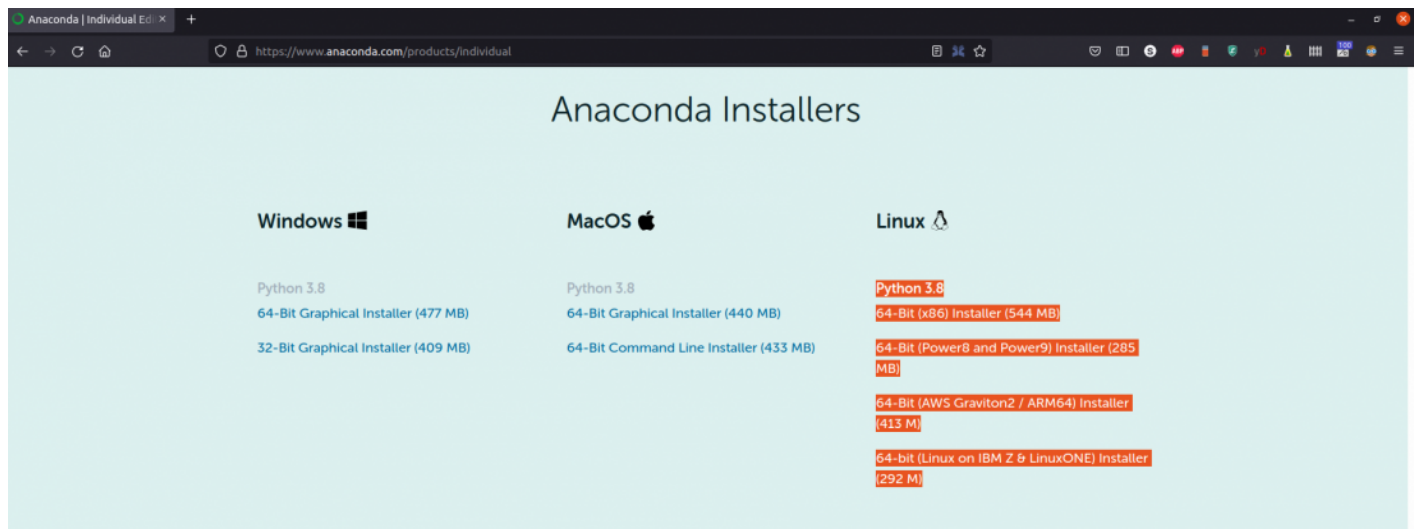 Anaconda | Individual Edi
https://www.anaconda.com/products/individual
100
Anaconda Installers
Windows
Python 3.8
64-Bit Graphical Installer (477 MB)
32-Bit Graphical Installer (409 MB)
MacOS
Python 3.8
64-Bit Graphical Installer (440 MB)
64-Bit Command Line Installer (433 MB)
Linux
Python 3.8
64-Bit (x86) Installer (544 MB)
64-Bit (Power8 and Power9) Installer (285
MB)
64-Bit (AWS Graviton2 / ARM64) Installer
(413 M)
64-bit (Linux on IBM Z & LinuxONE) Installer
(292 M)